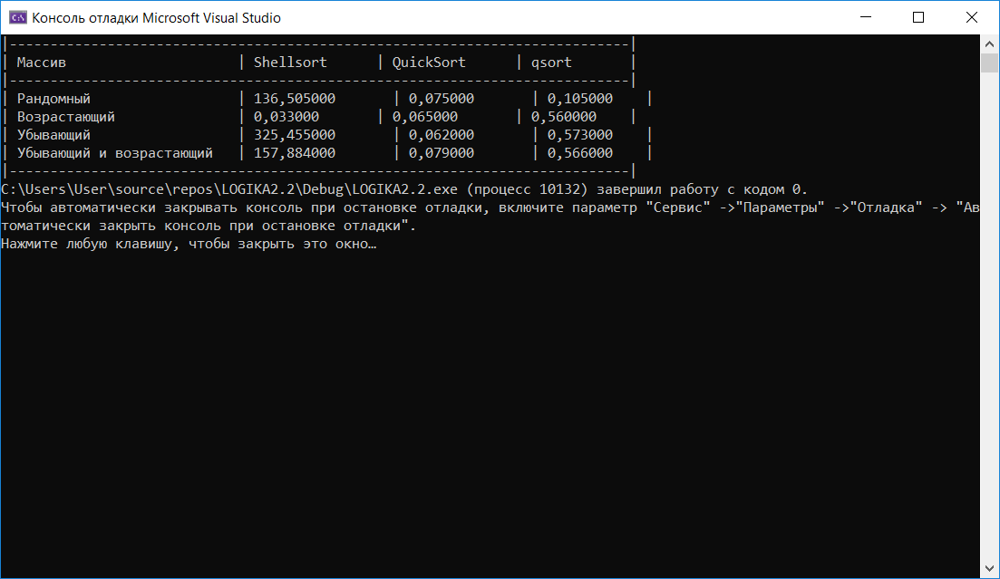 Консоль отладки Microsoft Visual Studio
|----------------------------------------------------------------------------|
| Массив                     | Shellsort      | QuickSort      | qsort       |
|----------------------------------------------------------------------------|
| Рандомный                  | 136,505000       | 0,075000       | 0,105000    |
| Возрастающий               | 0,033000       | 0,065000       | 0,560000    |
| Убывающий                  | 325,455000       | 0,062000       | 0,573000    |
| Убывающий и возрастающий   | 157,884000       | 0,079000       | 0,566000    |
|----------------------------------------------------------------------------|
C:\Users\User\source\repos\LOGIKA2.2\Debug\LOGIKA2.2.exe (процесс 10132) завершил работу с кодом 0.
Чтобы автоматически закрывать консоль при остановке отладки, включите параметр "Сервис" ->"Параметры" ->"Отладка" -> "Ав
томатически закрыть консоль при остановке отладки".
Нажмите любую клавишу, чтобы закрыть это окно…